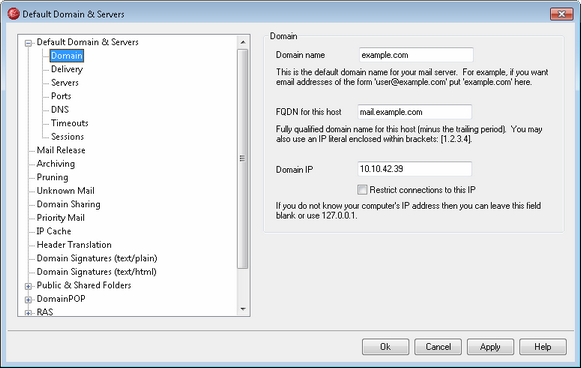 Default Domain & Servers
Default Domain & Servers
Domain
Delivery
Servers
Ports
DNS
Timeouts
Sessions
Mail Release
Archiving
Pruning
Unknown Mail
Domain Sharing
Priority Mail
IP Cache
Header Translation
Domain Signatures (text/plain)
Domain Signatures (text/html)
Public & Shared Folders
DomainPOP
RAS
Domain
Domain name example.com
This is the default domain name for your mail server. For example, if you want
email addresses of the form 'user@example.com' put 'example.com' here.
FQDN for this host mail.example.com
Fully qualified domain name for this host (minus the trailing period). You may
also use an IP literal enclosed within brackets: [1.2.3.4].
Domain IP 10.10.42.39
Restrict connections to this IP
If you do not know your computer's IP address then you can leave this field
blank or use 127.0.0.1.
Ok Cancel Apply Help